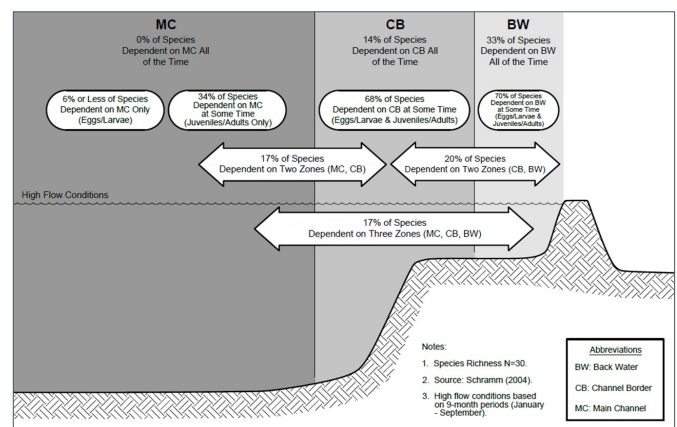 MC
0% of Species
Dependent on MC All
of the Time
CB
14% of Species
Dependent on CB All
of the Time
BW
33% of Species
Dependent on BW
All of the Time
6% or Less of Species
Dependent on MC Only
(Eggs/Larvae)
34% of Species
Dependent on MC
at Some Time
(Juveniles/Adults Only)
68% of Species
Dependent on CB at Some Time
(Eggs/Larvae & Juveniles/Adults)
70% of Species
Dependent on BW
at Some Time
(Eggs/Larvae &
Juveniles/Adults)
17% of Species
Dependent on Two Zones (MC, CB)
20% of Species
Dependent on Two Zones (CB, BW)
High Flow Conditions
17% of Species
Dependent on Three Zones (MC, CB, BW)
Notes:
1. Species Richness N=30.
2. Source: Schramm (2004).
3. High flow conditions based
on 9-month periods (January
- September).
Abbreviations
BW: Back Water
CB: Channel Border
MC: Main Channel